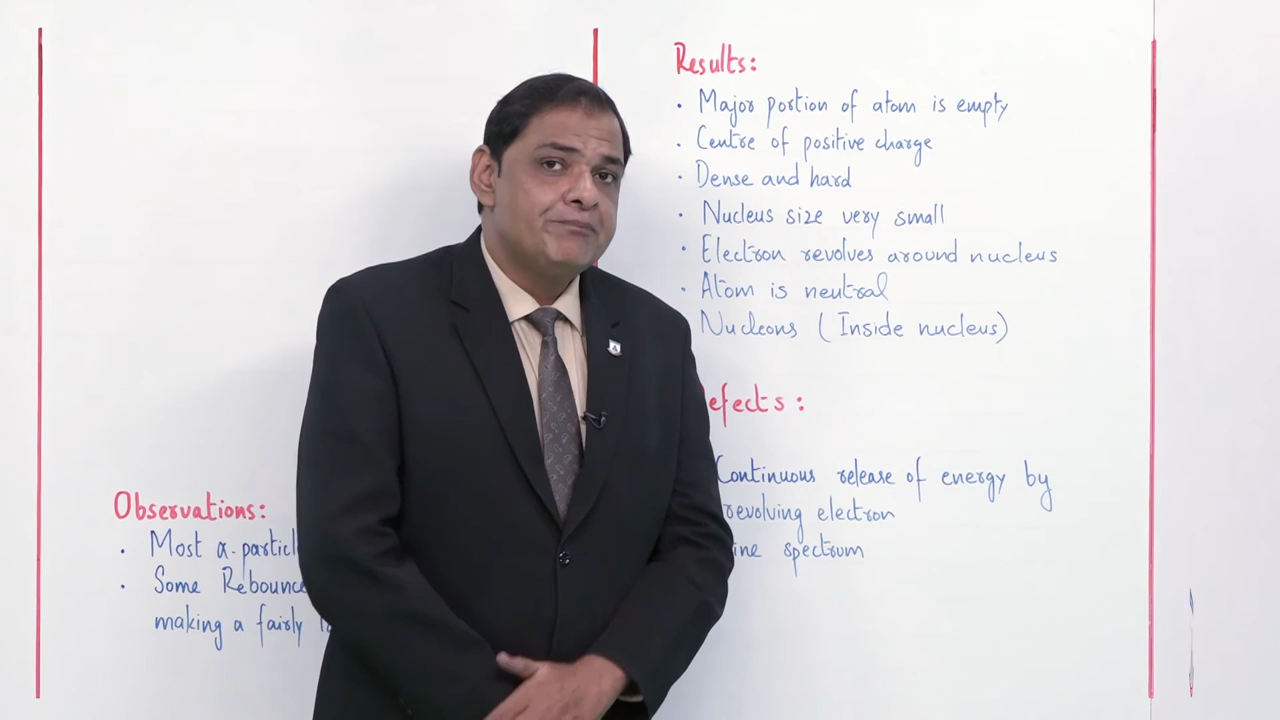 Observations:
· Most α-particl
· Some Rebounce
making a fairly
Results:
· Major portion of atom is empty
· Centre of positive charge
· Dense and hard
· Nucleus size very small
· Electron revolves around nucleus
· Atom is neutral
Nucleons (Inside nucleus)
efects:
Continuous release of energy by
revolving electron
ine spectrum